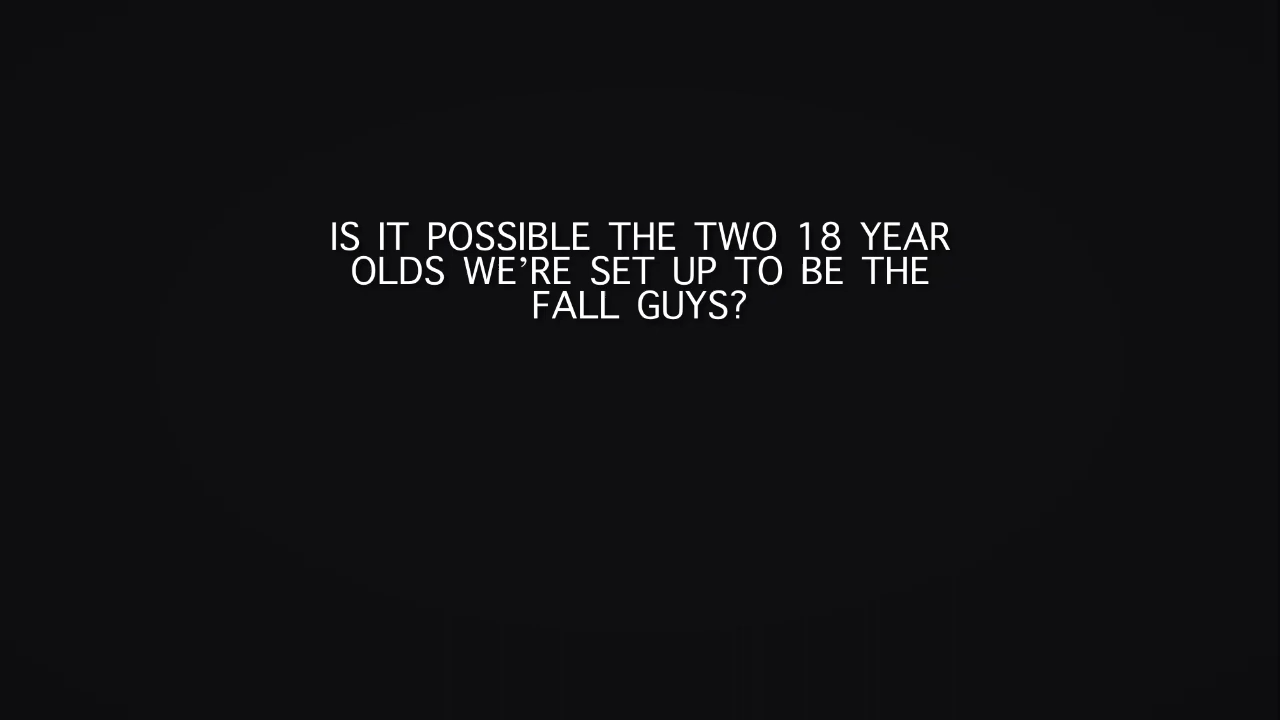 IS IT POSSIBLE THE TWO 18 YEAR
OLDS WE’RE SET UP TO BE THE
FALL GUYS?